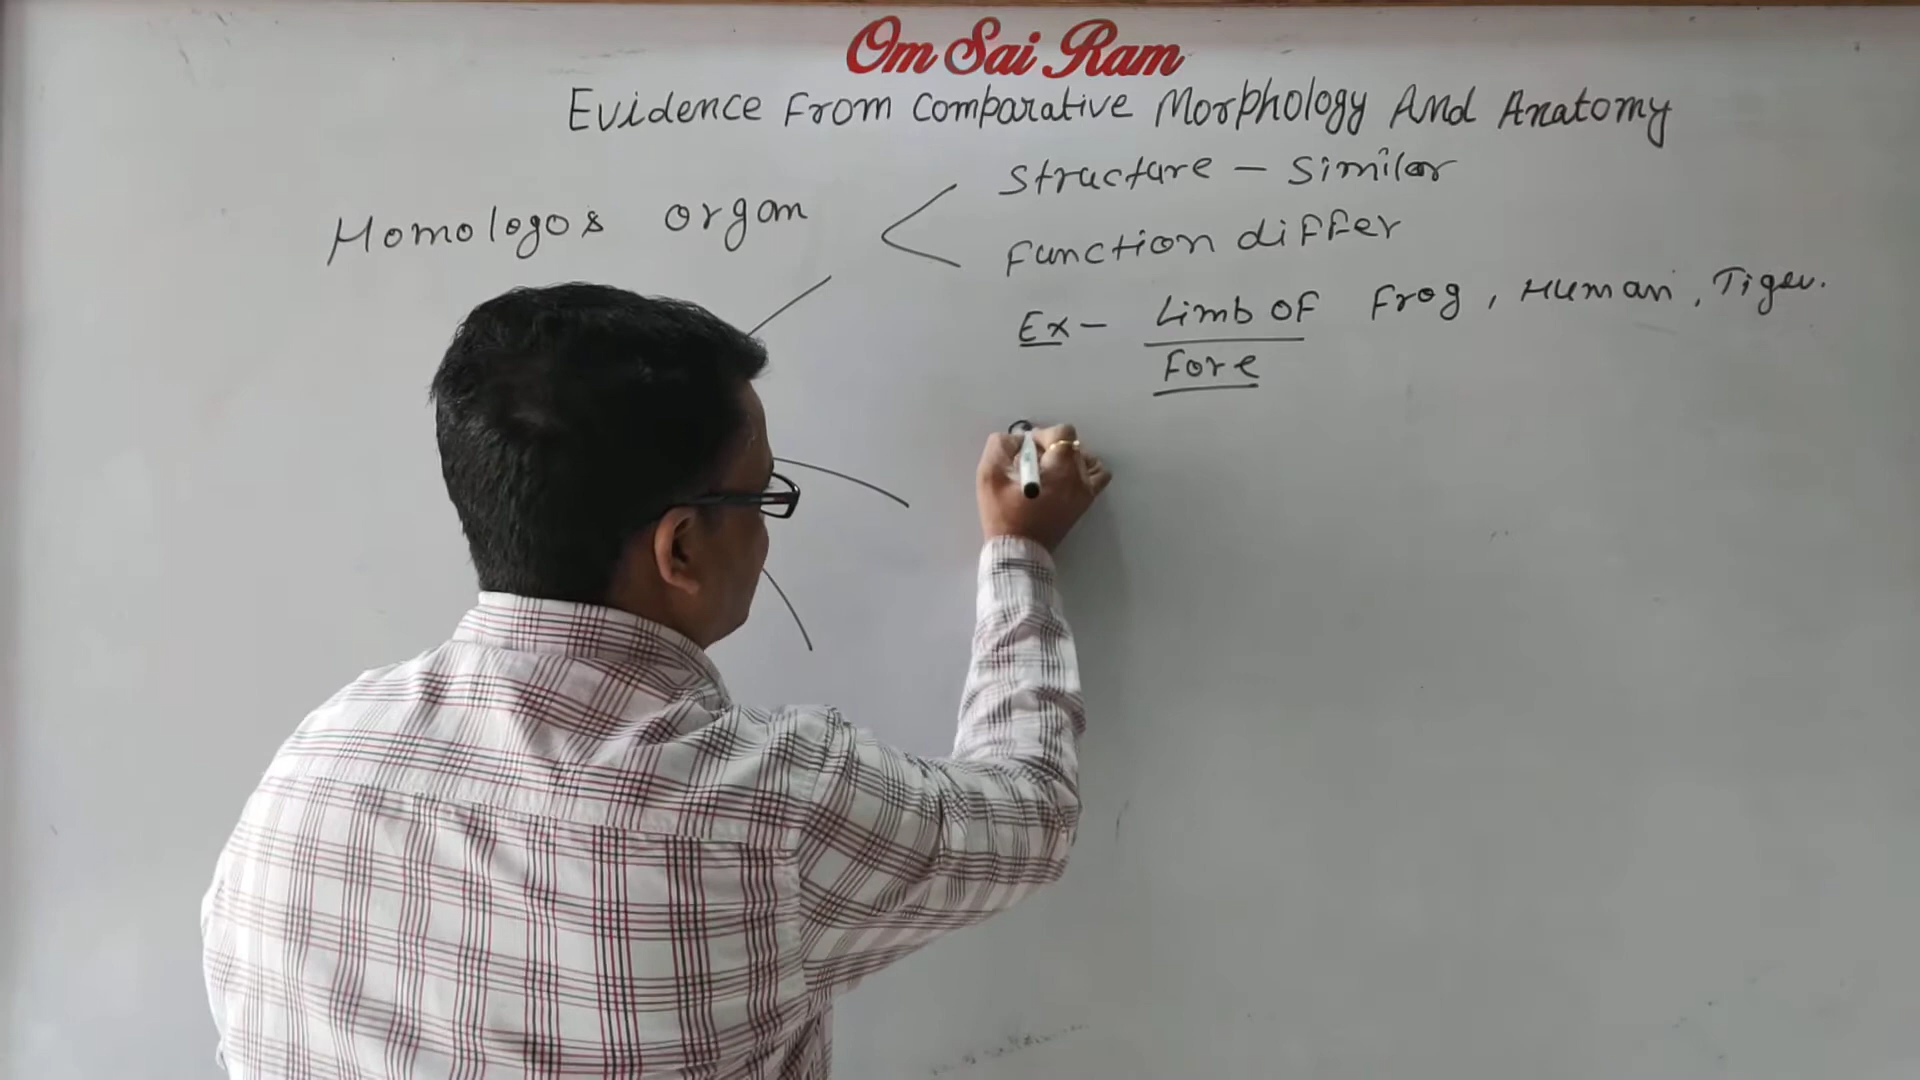 Om Sai Ram
Evidence From Comparative Morphology And Anatomy
Homologos organ
Structure - Similar
Function differ
Ex - Limb of Frog, Human, Tiger.
Fore